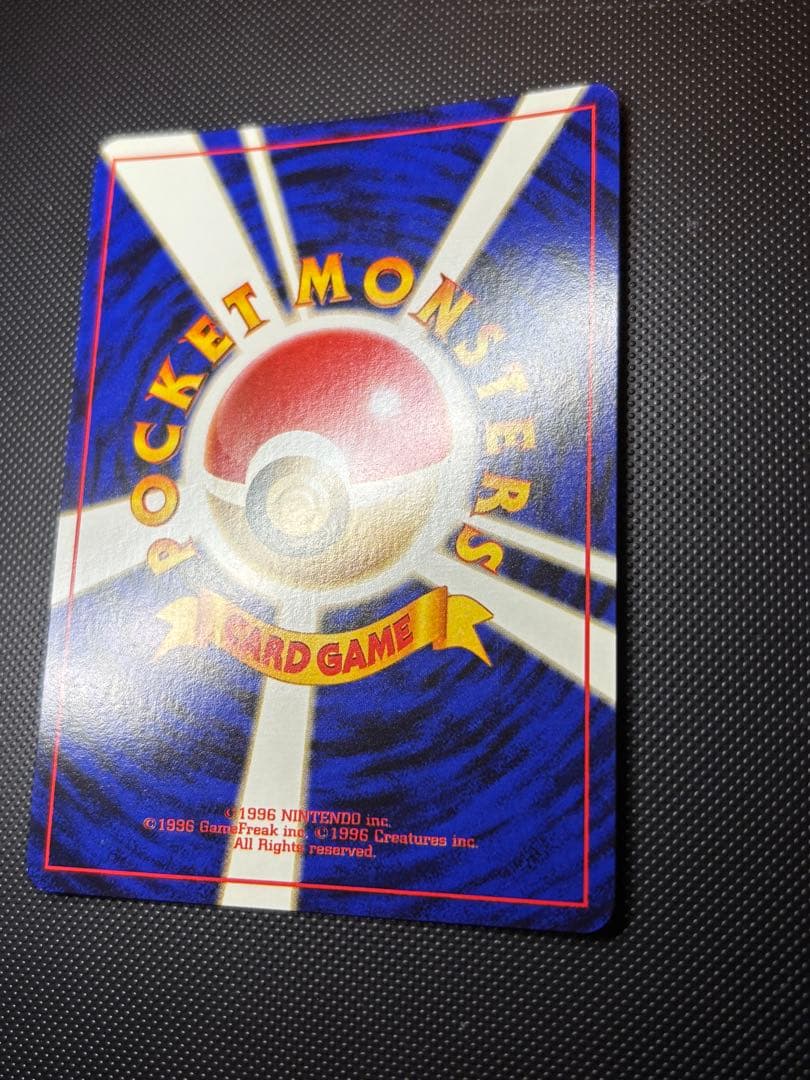 POCKET MONSTERS
CARD GAME
©1996 NINTENDO inc.
©1996 GameFreak inc. ©1996 Creatures inc.
All Rights reserved.